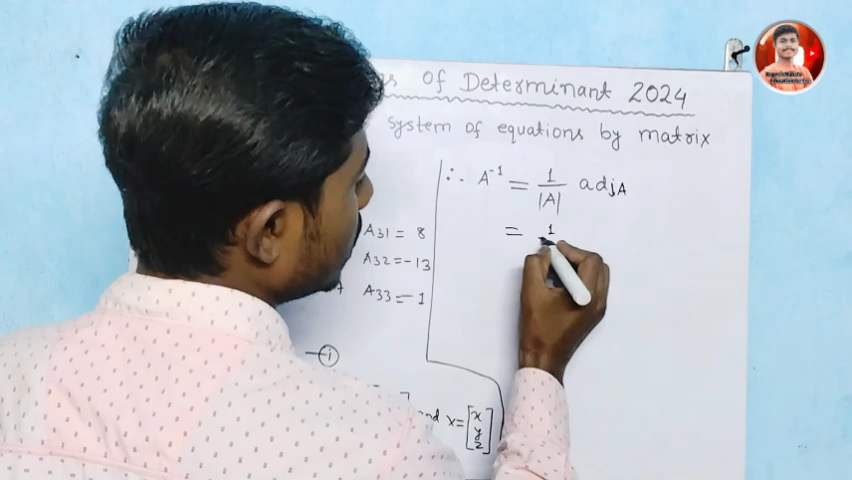 of Determinant 2024
system of equations by matrix
∴ A⁻¹ = 1/|A| adjA
= 1
A31 = 8
A32 = -13
A33 = 1
(i)
and X = [x y z]